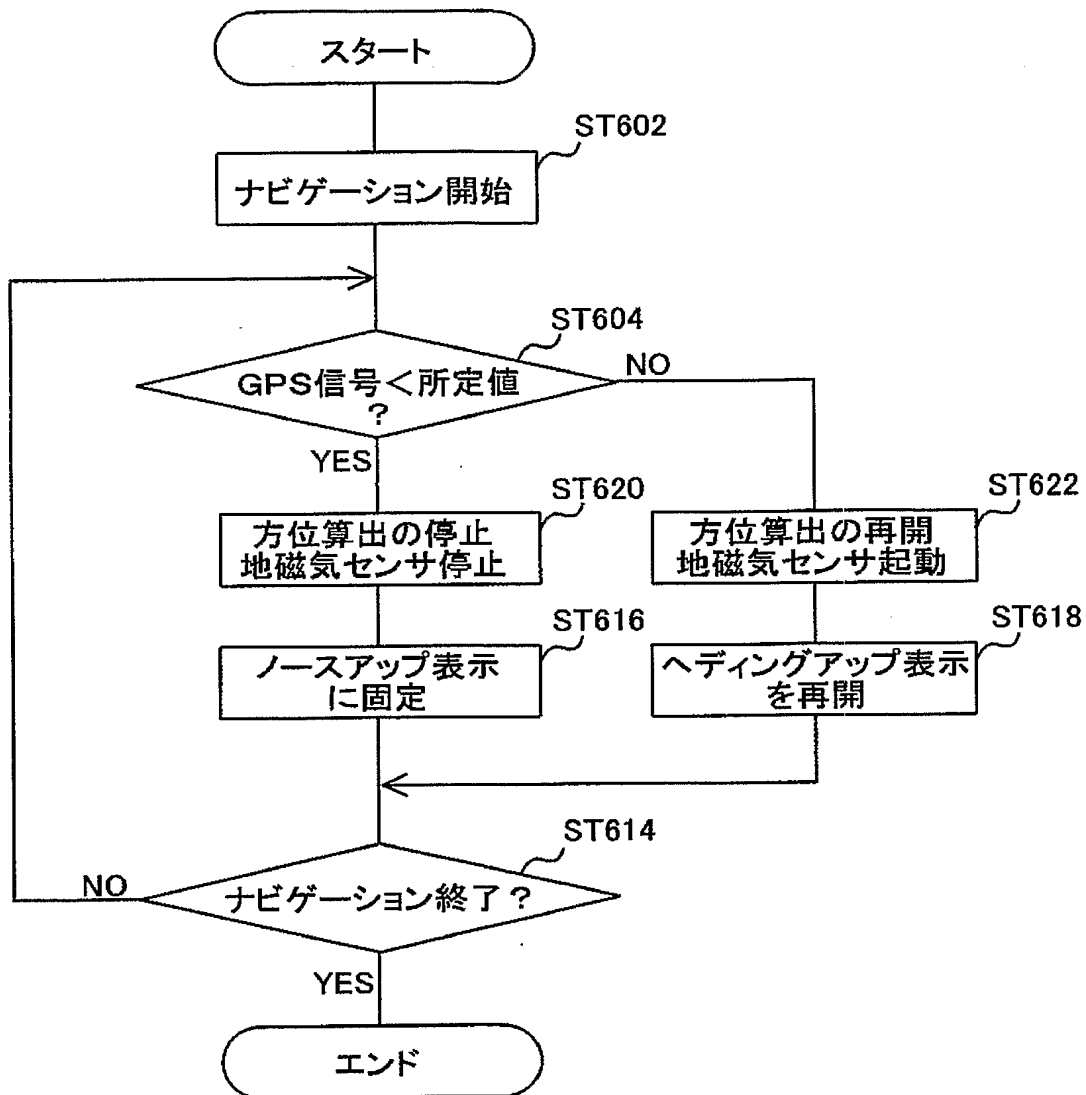 スタート
ST602
ナビゲーション開始
ST604
GPS信号＜所定値
？
NO
YES
ST620
方位算出の停止
地磁気センサ停止
ST622
方位算出の再開
地磁気センサ起動
ST616
ノースアップ表示
に固定
ST618
ヘディングアップ表示
を再開
ST614
ナビゲーション終了？
NO
YES
エンド